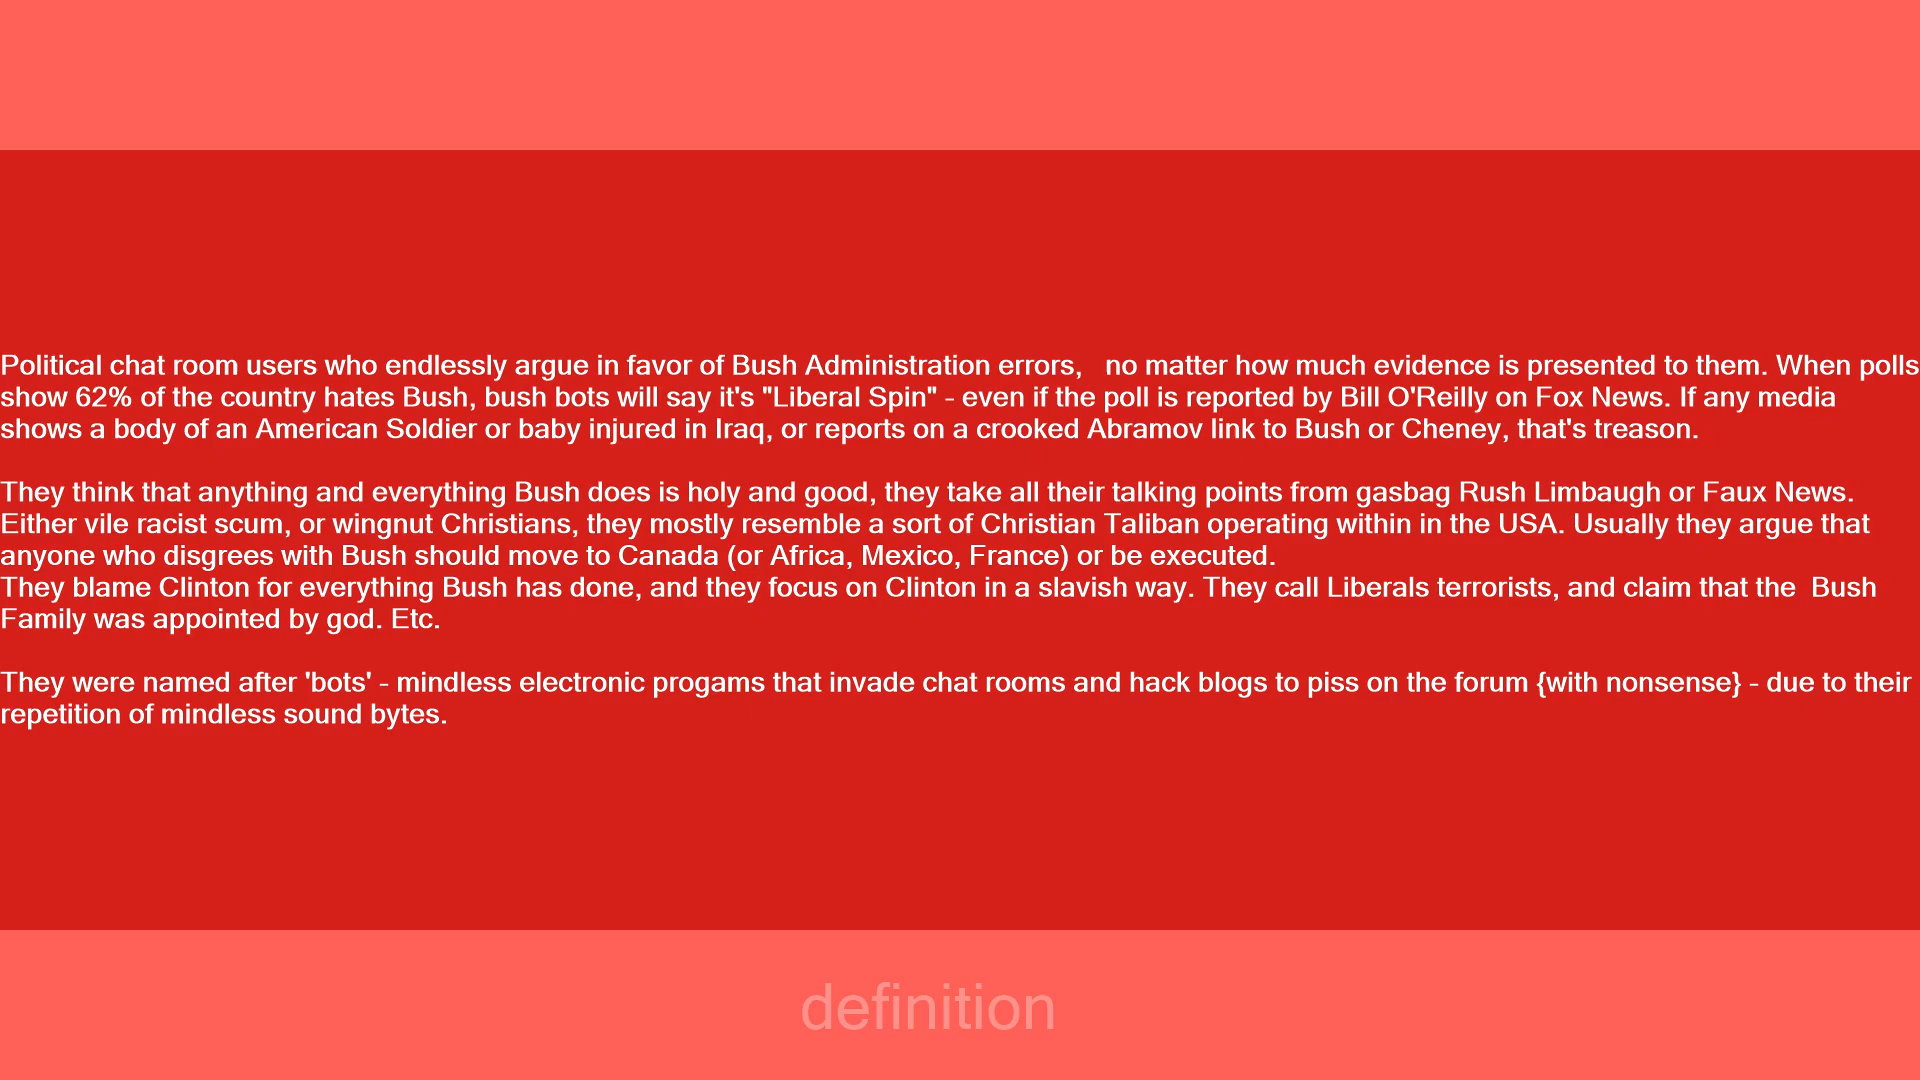 Political chat room users who endlessly argue in favor of Bush Administration errors,   no matter how much evidence is presented to them. When polls
show 62% of the country hates Bush, bush bots will say it's "Liberal Spin" - even if the poll is reported by Bill O'Reilly on Fox News. If any media
shows a body of an American Soldier or baby injured in Iraq, or reports on a crooked Abramov link to Bush or Cheney, that's treason.
They think that anything and everything Bush does is holy and good, they take all their talking points from gasbag Rush Limbaugh or Faux News.
Either vile racist scum, or wingnut Christians, they mostly resemble a sort of Christian Taliban operating within in the USA. Usually they argue that
anyone who disgrees with Bush should move to Canada (or Africa, Mexico, France) or be executed.
They blame Clinton for everything Bush has done, and they focus on Clinton in a slavish way. They call Liberals terrorists, and claim that the  Bush
Family was appointed by god. Etc.
They were named after 'bots' - mindless electronic progams that invade chat rooms and hack blogs to piss on the forum {with nonsense} - due to their
repetition of mindless sound bytes.
definition